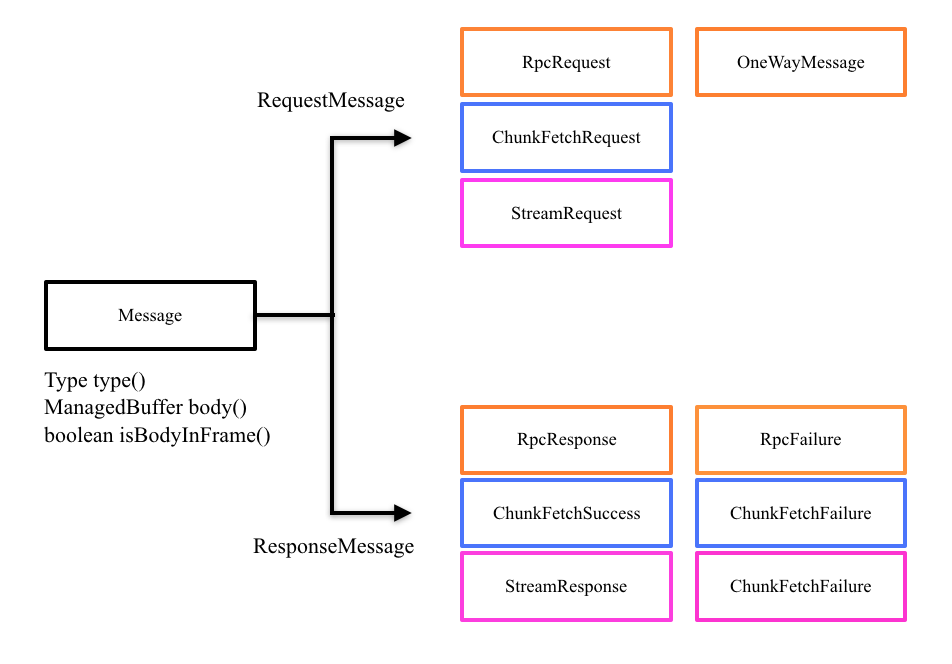 RpcRequest
OneWayMessage
RequestMessage
ChunkFetchRequest
StreamRequest
Message
Type type()
ManagedBuffer body()
boolean isBodyInFrame()
RpcResponse
RpcFailure
ChunkFetchSuccess
ChunkFetchFailure
ResponseMessage
StreamResponse
ChunkFetchFailure